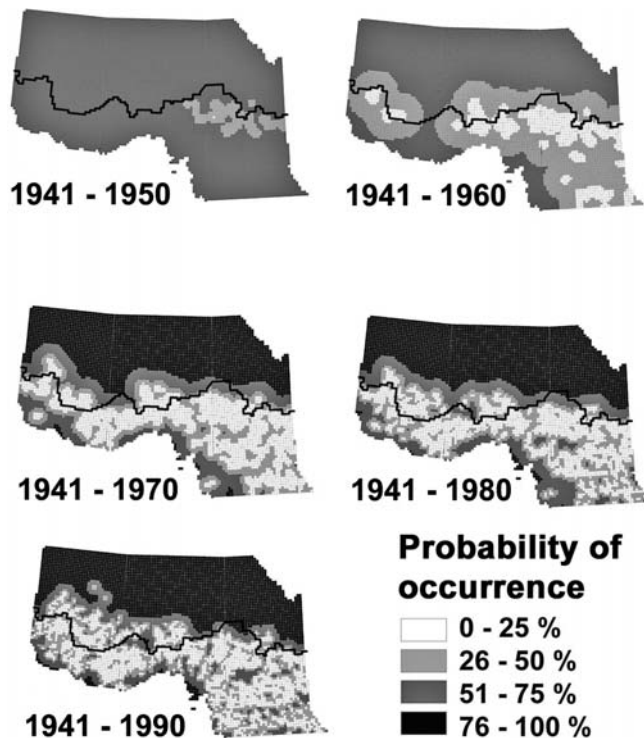 1941 - 1950
1941 - 1960
1941 - 1970
1941 - 1980
1941 - 1990
Probability of
occurrence
0 - 25 %
26 - 50 %
51 - 75 %
76 - 100 %